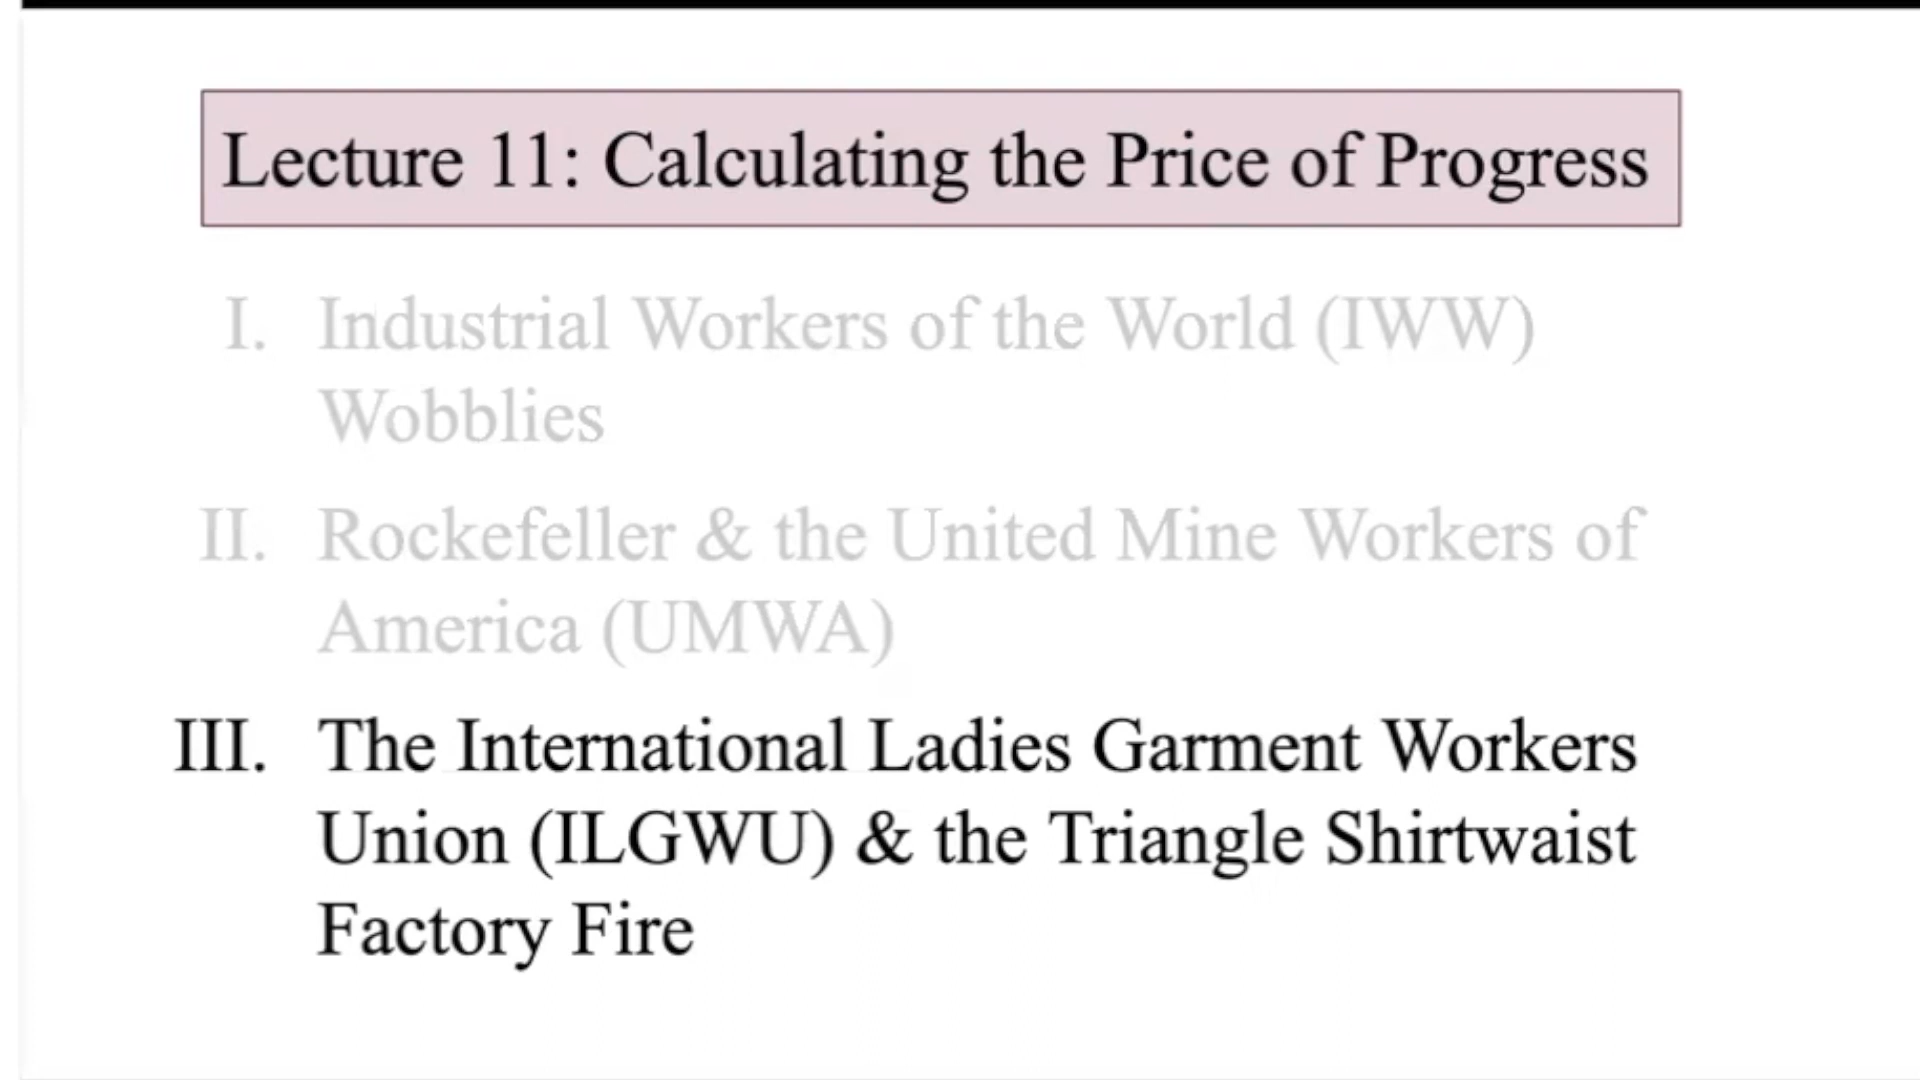 Lecture 11: Calculating the Price of Progress
I. Industrial Workers of the World (IWW)
Wobblies
II. Rockefeller & the United Mine Workers of
America (UMWA)
III. The International Ladies Garment Workers
Union (ILGWU) & the Triangle Shirtwaist
Factory Fire